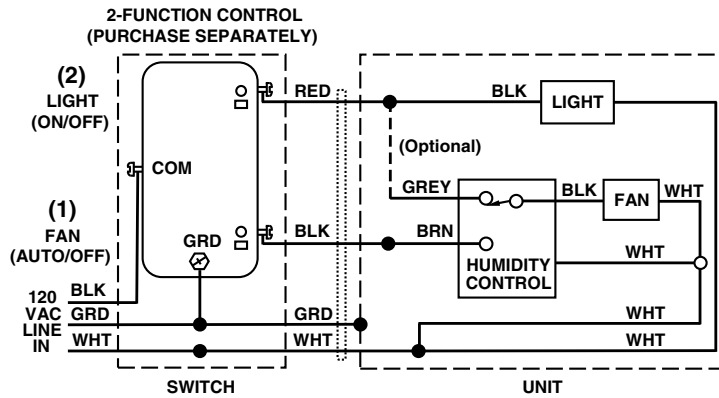 2-FUNCTION CONTROL
(PURCHASE SEPARATELY)
(2)
LIGHT
(ON/OFF)
RED
BLK
LIGHT
(Optional)
COM
GREY
BLK
FAN
WHT
(1)
FAN
(AUTO/OFF)
GRD
BLK
BRN
HUMIDITY
CONTROL
WHT
120
VAC
LINE
IN
BLK
GRD
GRD
WHT
WHT
WHT
WHT
SWITCH
UNIT